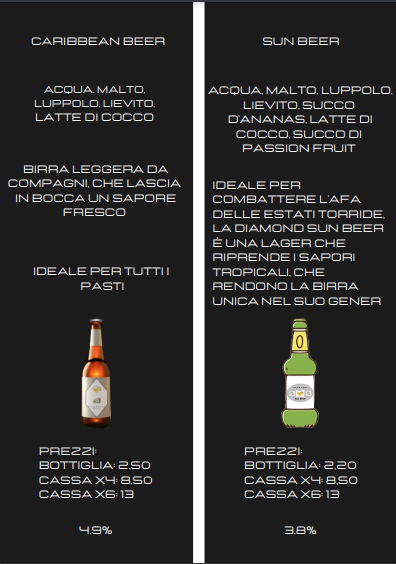 CARIBBEAN BEER
ACQUA, MALTO,
LUPPOLO, LIEVITO,
LATTE DI COCCO
BIRRA LEGGERA DA
COMPAGNI, CHE LASCIA
IN BOCCA UN SAPORE
FRESCO
IDEALE PER TUTTI I
PASTI
PREZZI:
BOTTIGLIA: 2,50
CASSA X4: 8,50
CASSA X6: 13
4,9%
SUN BEER
ACQUA, MALTO, LUPPOLO,
LIEVITO, SUCCO
D'ANANAS, LATTE DI
COCCO, SUCCO DI
PASSION FRUIT
IDEALE PER
COMBATTERE L'AFA
DELLE ESTATI TORRIDE,
LA DIAMOND SUN BEER
È UNA LAGER CHE
RIPRENDE I SAPORI
TROPICALI, CHE
RENDONO LA BIRRA
UNICA NEL SUO GENER
PREZZI:
BOTTIGLIA: 2,20
CASSA X4: 8,50
CASSA X6: 13
3,8%